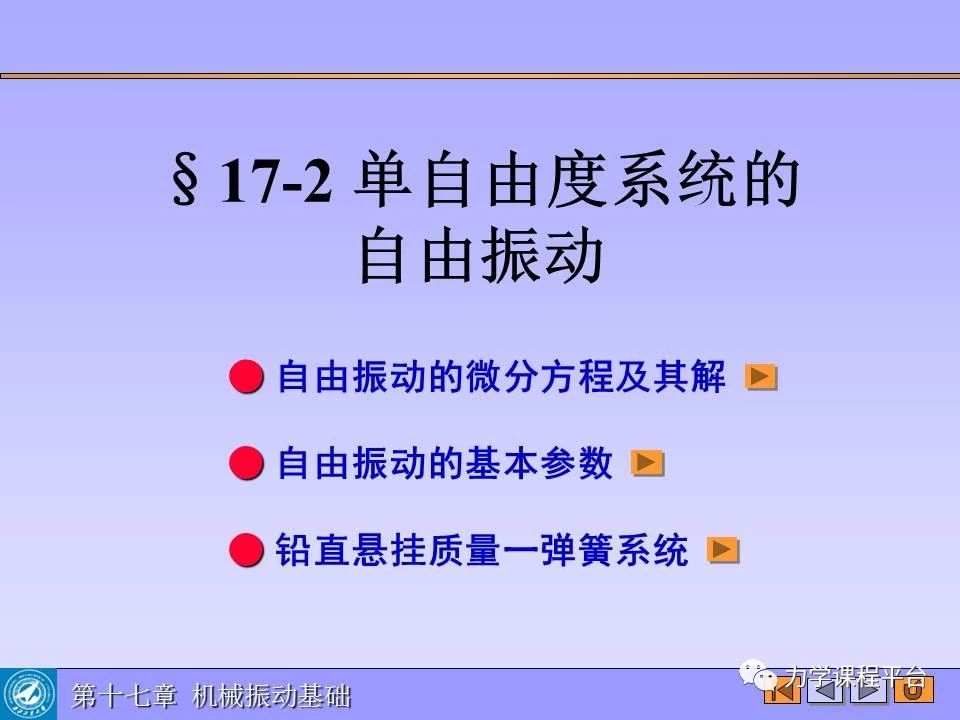 §17-2 单自由度系统的
自由振动
自由振动的微分方程及其解
自由振动的基本参数
铅直悬挂质量一弹簧系统
第十七章 机械振动基础
力学课程平台